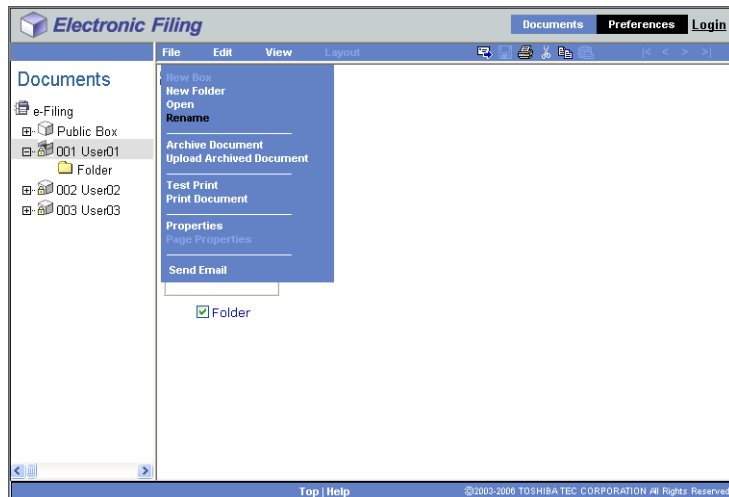 Electronic Filing
Documents Preferences Login
File Edit View Layout |< < > >|
Documents
e-Filing
Public Box
001 User01
Folder
002 User02
003 User03
New Box
New Folder
Open
Rename
Archive Document
Upload Archived Document
Test Print
Print Document
Properties
Page Properties
Send Email
Folder
Top | Help ©2003-2006 TOSHIBA TEC CORPORATION All Rights Reserved